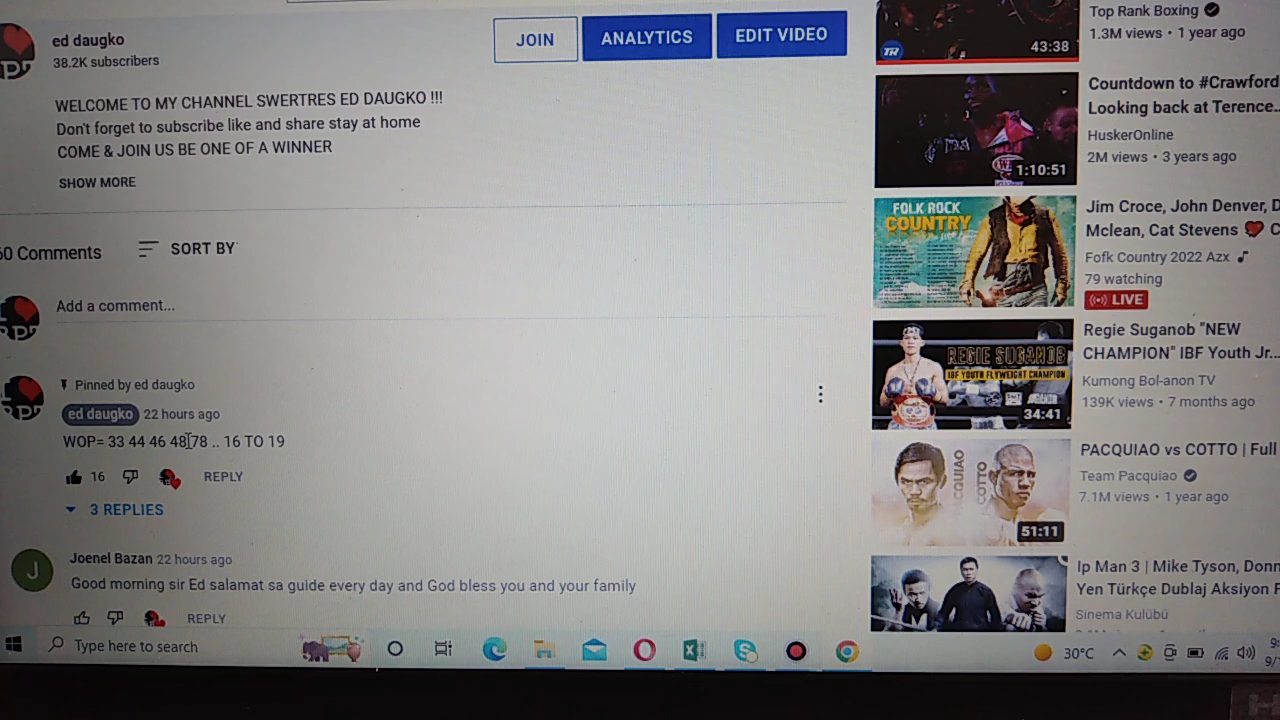 ed daugko
38.2K subscribers
JOIN
ANALYTICS
EDIT VIDEO
WELCOME TO MY CHANNEL SWERTRES ED DAUGKO !!!
Don't forget to subscribe like and share stay at home
COME & JOIN US BE ONE OF A WINNER
SHOW MORE
0 Comments
SORT BY
Add a comment...
Pinned by ed daugko
ed daugko 22 hours ago
WOP= 33 44 46 48 78 .. 16 TO 19
16
REPLY
3 REPLIES
J
Joenel Bazan 22 hours ago
Good morning sir Ed salamat sa guide every day and God bless you and your family
REPLY
TR
43:38
Top Rank Boxing
1.3M views • 1 year ago
1:10:51
Countdown to #Crawford
Looking back at Terence...
HuskerOnline
2M views • 3 years ago
FOLK ROCK
COUNTRY
Jim Croce, John Denver, D
Mclean, Cat Stevens ❤️ C
Fofk Country 2022 Azx ♪
79 watching
LIVE
REGIE SUGANOB
IBF YOUTH FLYWEIGHT CHAMPION
34:41
Regie Suganob "NEW
CHAMPION" IBF Youth Jr...
Kumong Bol-anon TV
139K views • 7 months ago
PACQUIAO
COTTO
51:11
PACQUIAO vs COTTO | Full
Team Pacquiao
7.1M views • 1 year ago
Ip Man 3 | Mike Tyson, Donn
Yen Türkçe Dublaj Aksiyon F
Sinema Kulübü
Type here to search
30°C